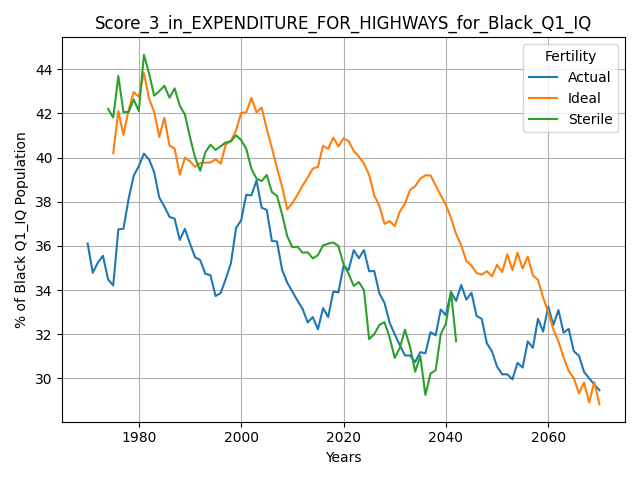 Score_3_in_EXPENDITURE_FOR_HIGHWAYS_for_Black_Q1_IQ
Fertility
Actual
Ideal
Sterile
% of Black Q1_IQ Population
44
42
40
38
36
34
32
30
1980
2000
2020
2040
2060
Years